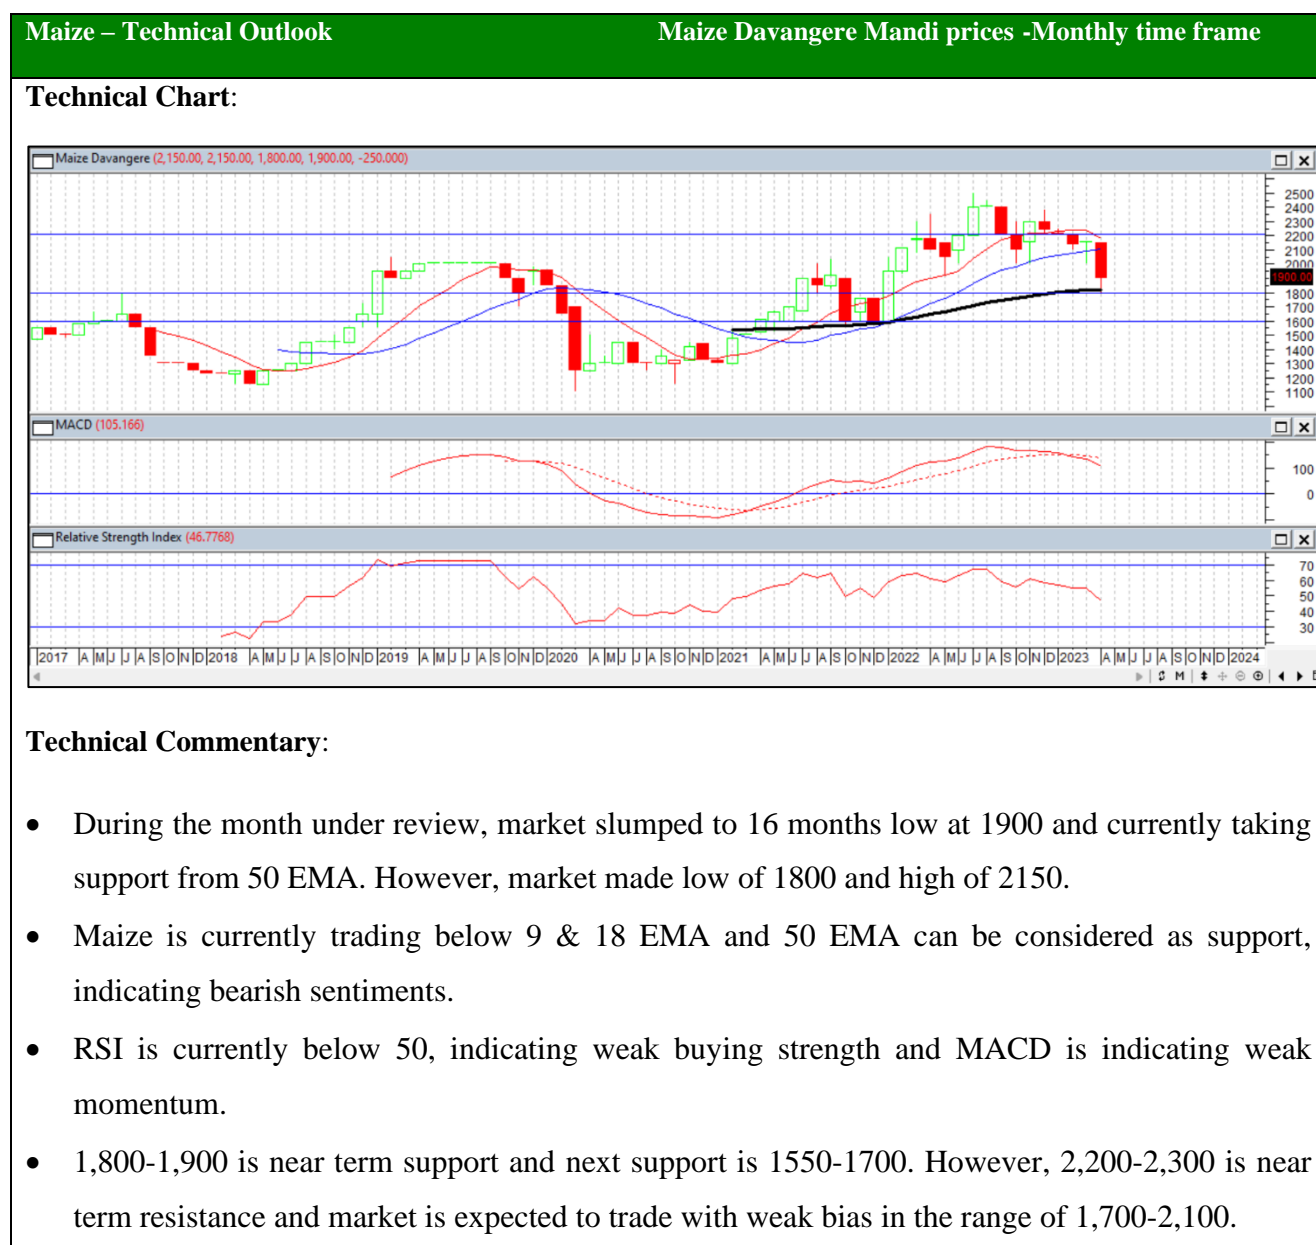 Maize – Technical Outlook Maize Davangere Mandi prices -Monthly time frame
Technical Chart:
Maize Davangere (2,150.00, 2,150.00, 1,800.00, 1,900.00, -250.000)
2500
2400
2300
2200
2100
2000
1900.00
1800
1700
1600
1500
1400
1300
1200
1100
MACD (105.166)
100
0
Relative Strength Index (46.7768)
70
60
50
40
30
2017 A M J J A S O N D 2018 A M J J A S O N D 2019 A M J J A S O N D 2020 A M J J A S O N D 2021 A M J J A S O N D 2022 A M J J A S O N D 2023 A M J J A S O N D 2024
M
Technical Commentary:
• During the month under review, market slumped to 16 months low at 1900 and currently taking
support from 50 EMA. However, market made low of 1800 and high of 2150.
• Maize is currently trading below 9 & 18 EMA and 50 EMA can be considered as support,
indicating bearish sentiments.
• RSI is currently below 50, indicating weak buying strength and MACD is indicating weak
momentum.
• 1,800-1,900 is near term support and next support is 1550-1700. However, 2,200-2,300 is near
term resistance and market is expected to trade with weak bias in the range of 1,700-2,100.